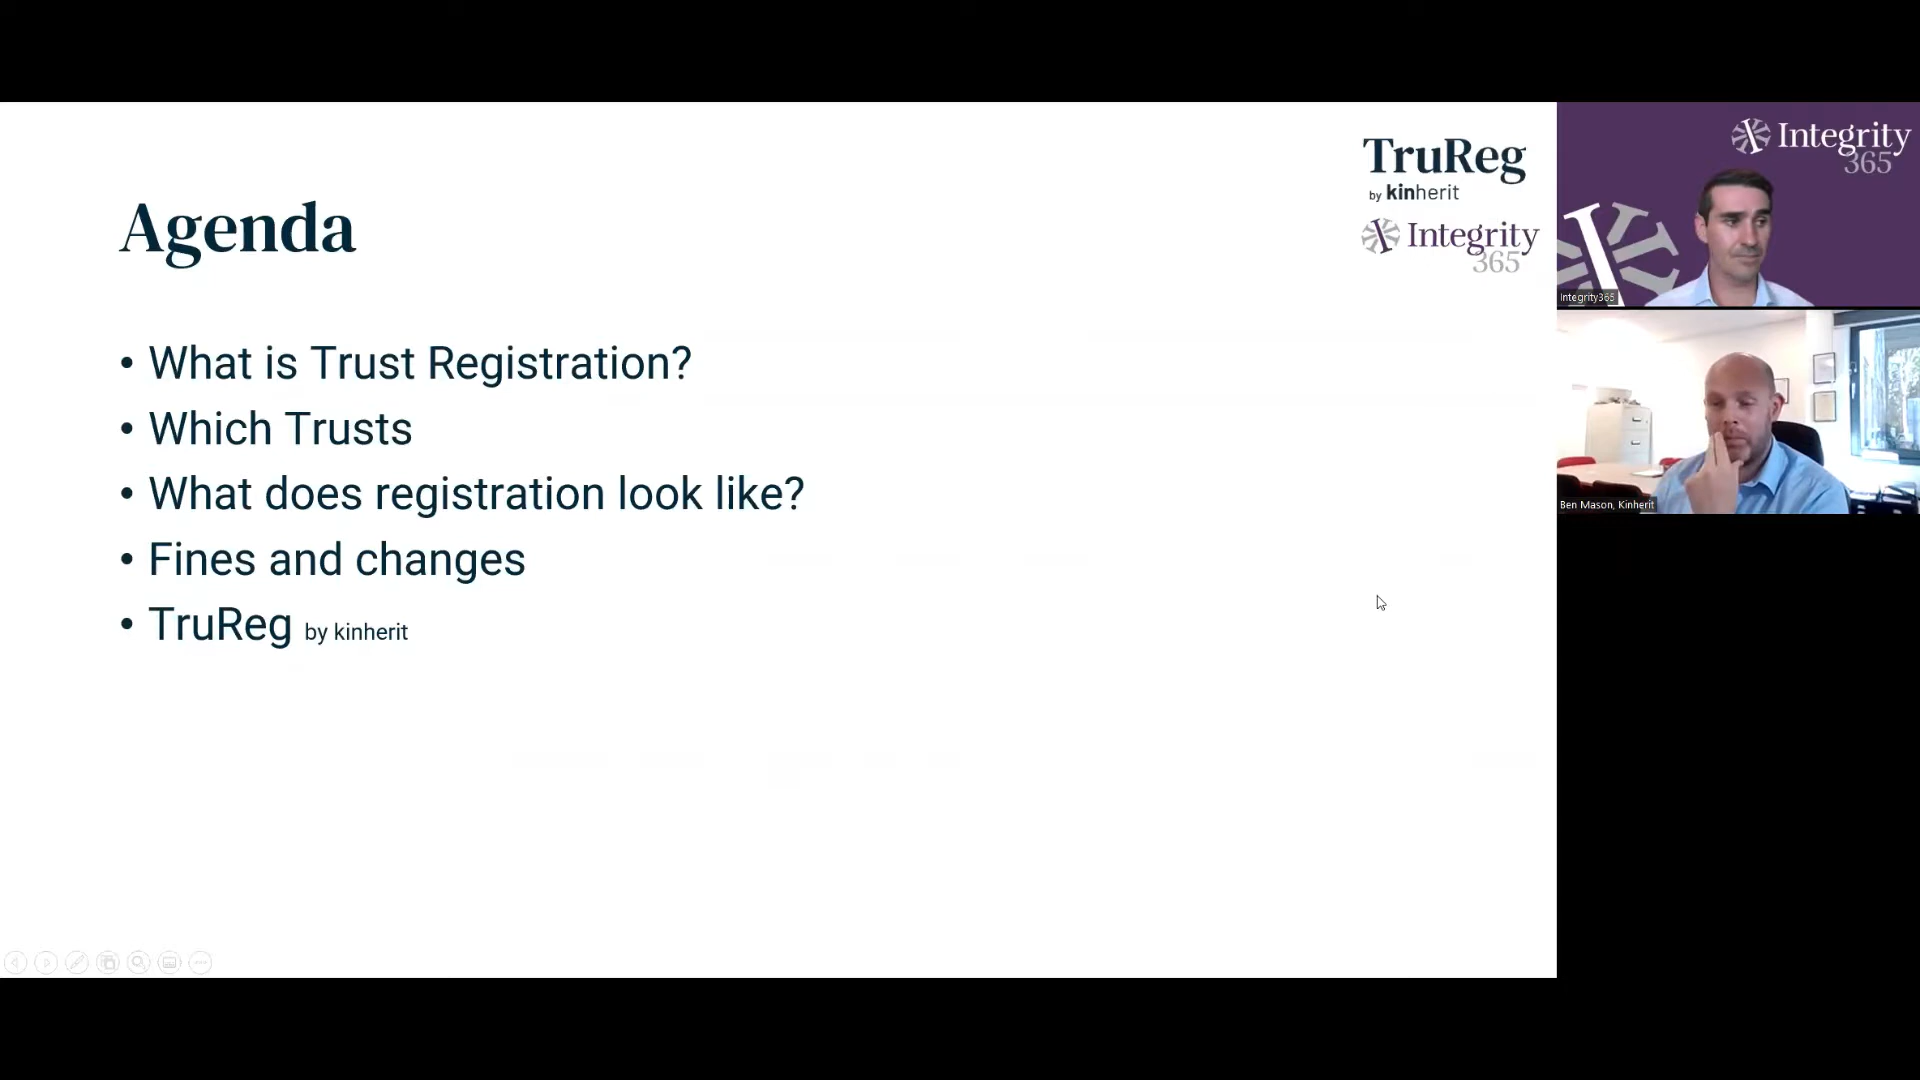 Agenda
• What is Trust Registration?
• Which Trusts
• What does registration look like?
• Fines and changes
• TruReg by kinherit
TruReg
by kinherit
Integrity
365
Integrity
365
Integrity365
Ben Mason, Kinherit